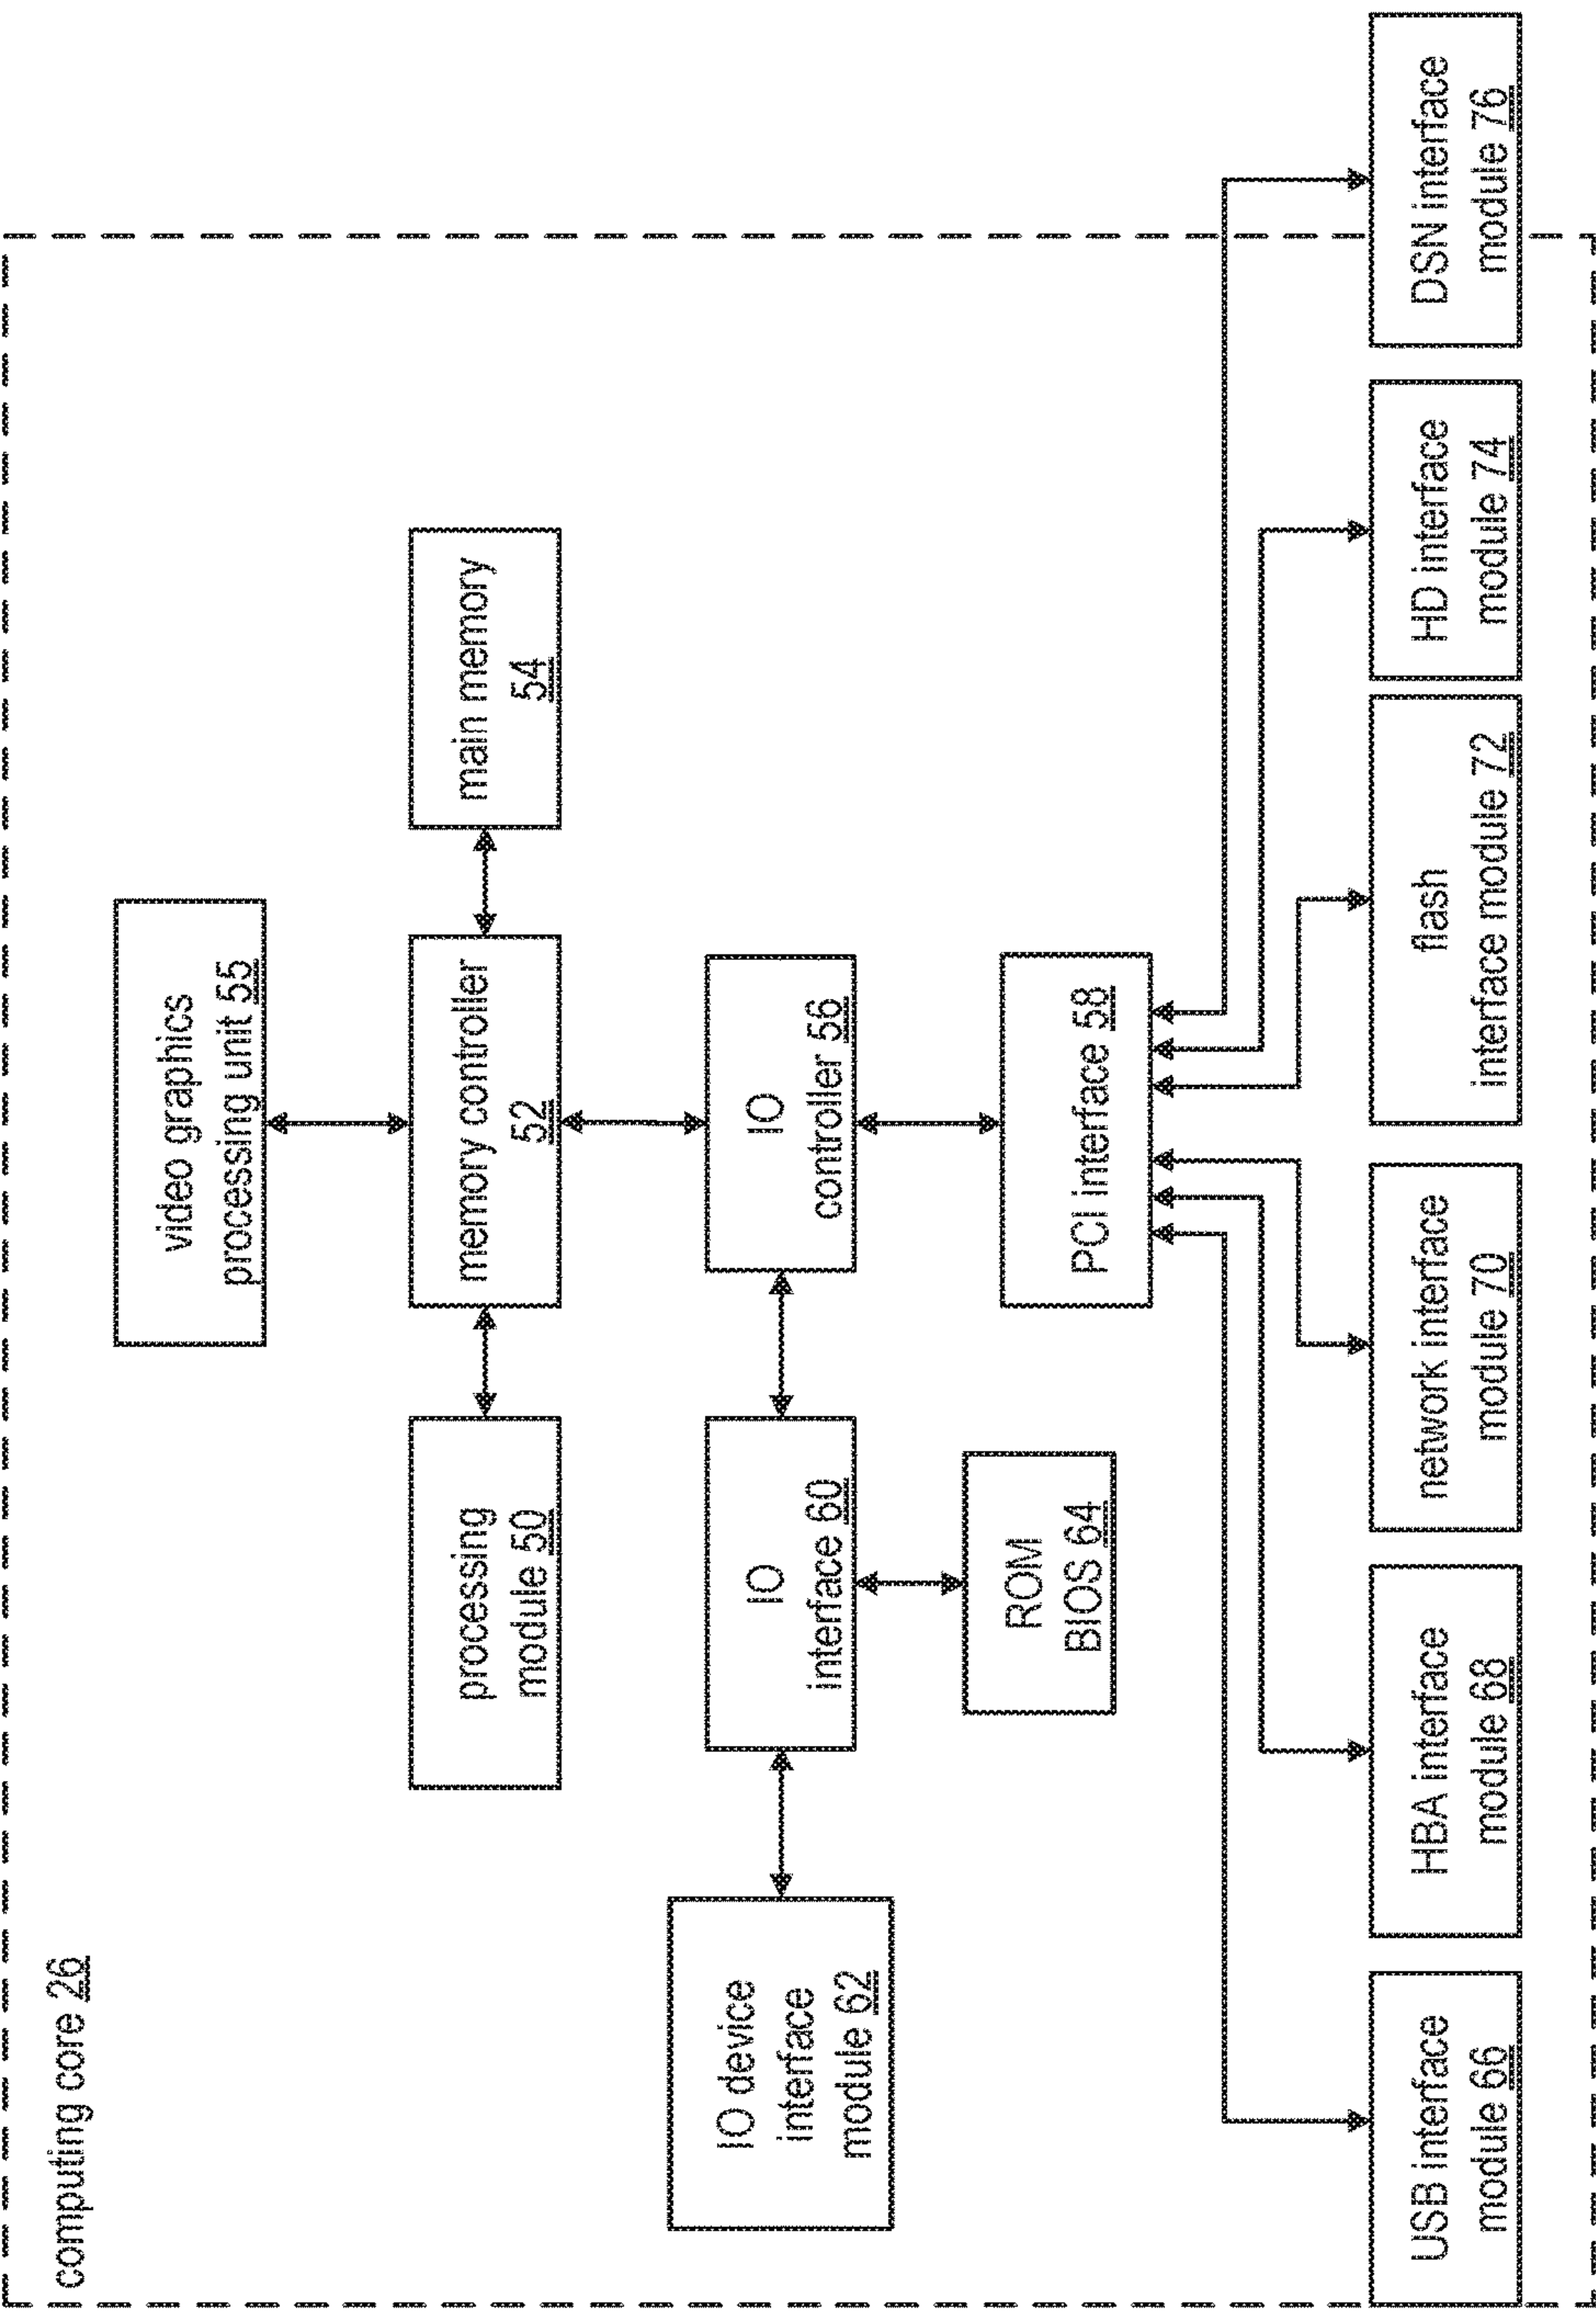 computing core 26
video graphics
processing unit 55
processing
module 50
memory controller
52
main memory
54
IO device
interface
module 62
IO
interface 60
IO
controller 56
ROM
BIOS 64
PCI interface 58
USB interface
module 66
HBA interface
module 68
network interface
module 70
flash
interface module 72
HD interface
module 74
DSN interface
module 76